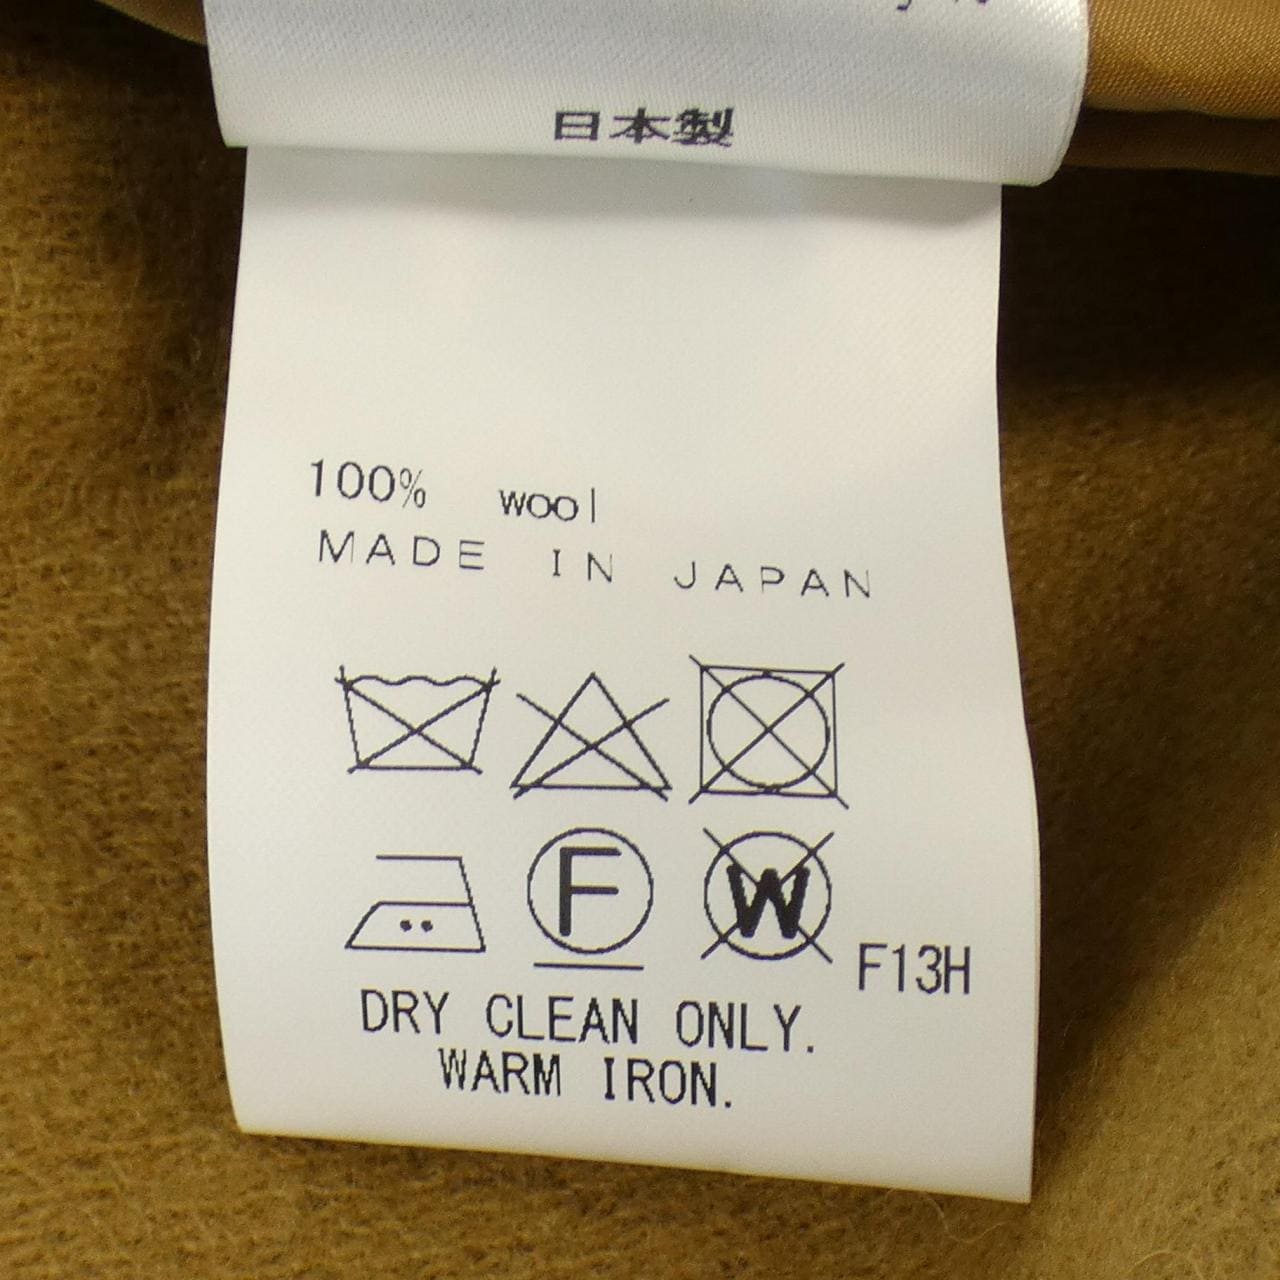 日本製
100% wool
MADE IN JAPAN
F W F13H
DRY CLEAN ONLY.
WARM IRON.